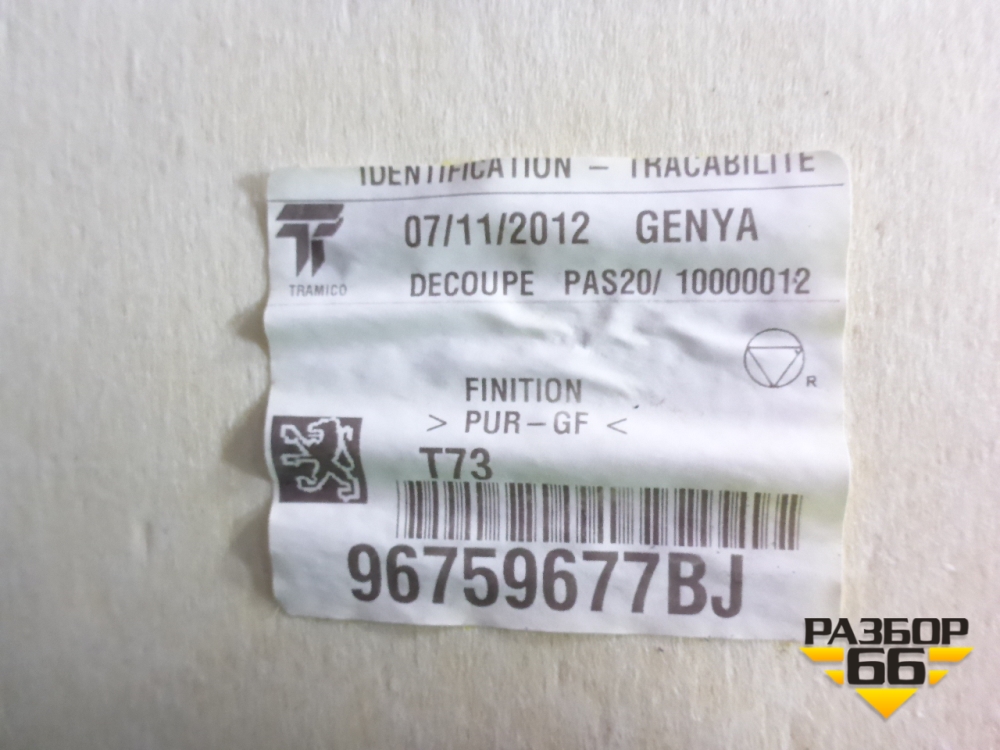 IDENTIFICATION – TRACABILITE
07/11/2012 GENYA
TRAMICO
DECOUPE PAS20/ 10000012
R
FINITION
> PUR–GF <
T73
96759677BJ
РАЗБОР
66